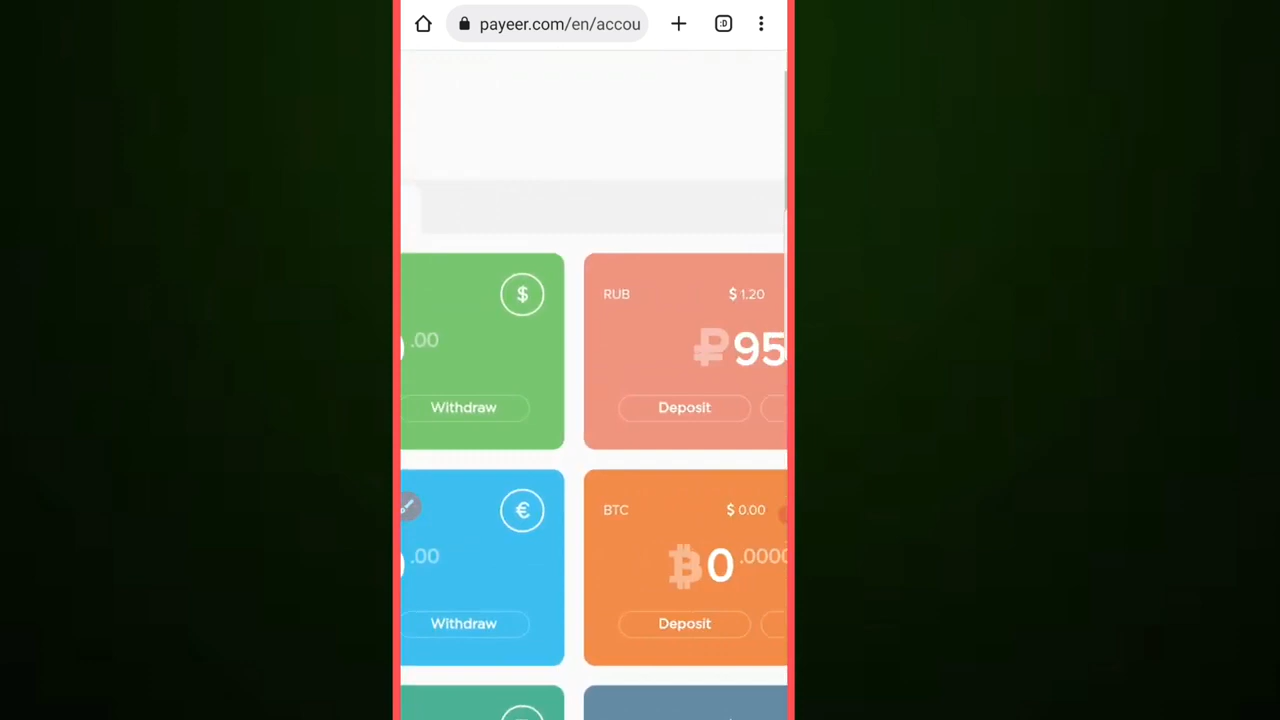 payeer.com/en/accou
:D
$
.00
Withdraw
RUB
$ 1.20
₽95
Deposit
€
.00
Withdraw
BTC
$ 0.00
₿0.0000
Deposit